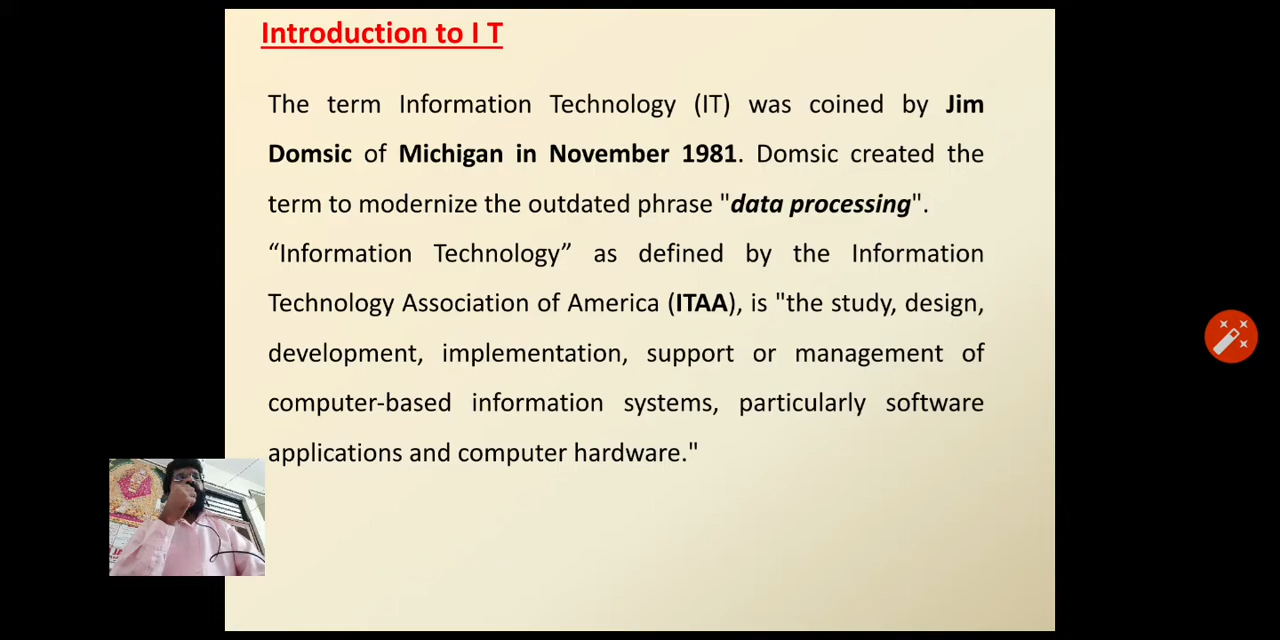 Introduction to I T
The term Information Technology (IT) was coined by Jim
Domsic of Michigan in November 1981. Domsic created the
term to modernize the outdated phrase "data processing".
“Information Technology” as defined by the Information
Technology Association of America (ITAA), is "the study, design,
development, implementation, support or management of
computer-based information systems, particularly software
applications and computer hardware."